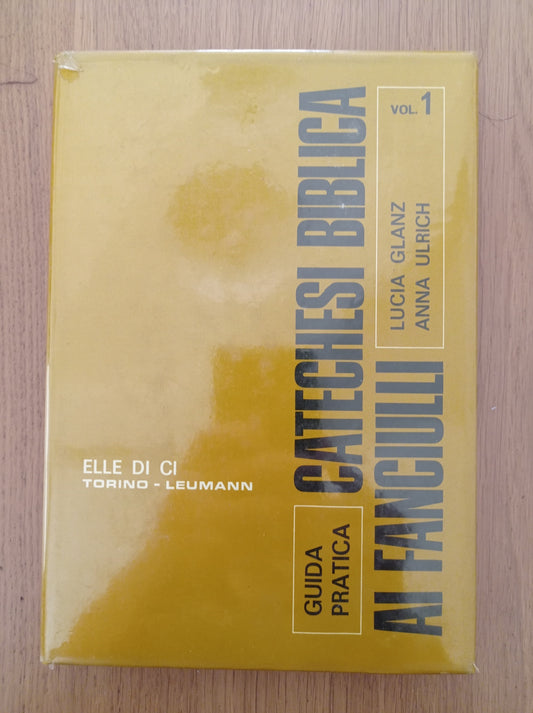 GUIDA
PRATICA
CATECHESI BIBLICA
AI FANCIULLI
LUCIA GLANZ
ANNA ULRICH
VOL. 1
ELLE DI CI
TORINO - LEUMANN